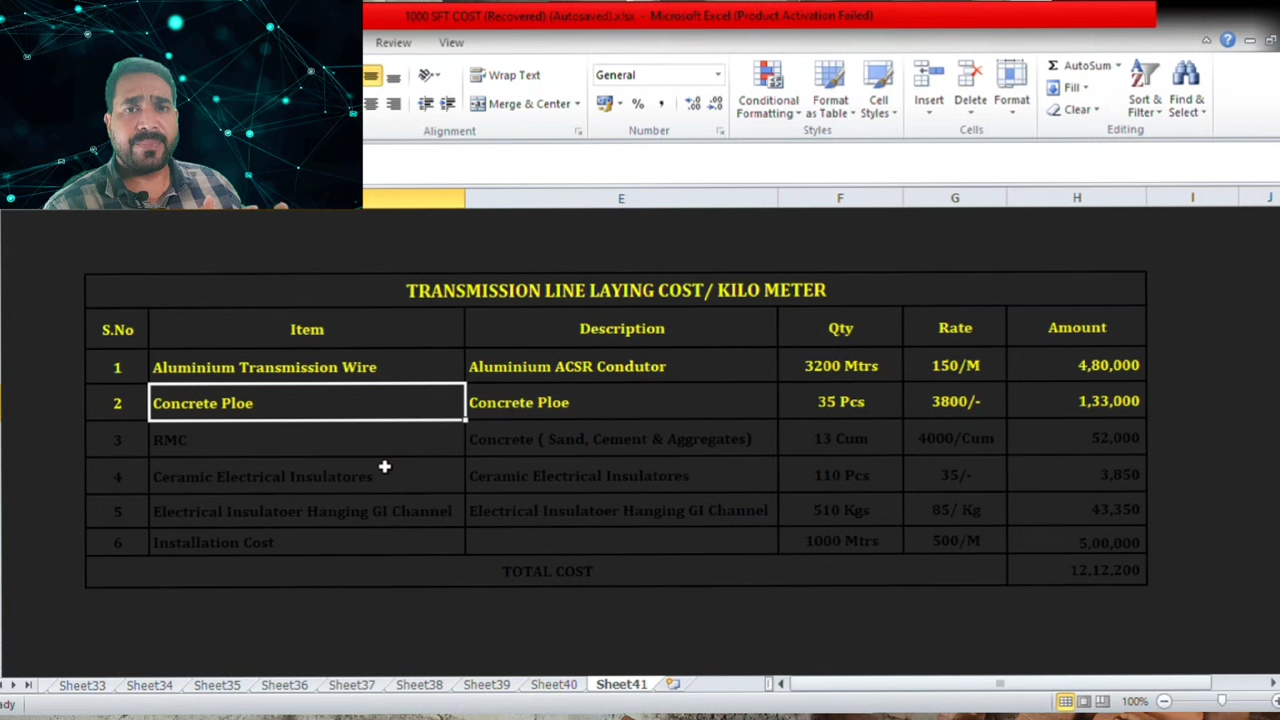 1000 SFT COST (Recovered) (Autosaved).xlsx - Microsoft Excel (Product Activation Failed)
Review View
Wrap Text General AutoSum
Fill
Merge & Center % , Conditional Formatting Format as Table Cell Styles Insert Delete Format Clear Sort & Filter Find & Select
Alignment Number Styles Cells Editing
E F G H I J
TRANSMISSION LINE LAYING COST/ KILO METER
S.No Item Description Qty Rate Amount
1 Aluminium Transmission Wire Aluminium ACSR Condutor 3200 Mtrs 150/M 4,80,000
2 Concrete Ploe Concrete Ploe 35 Pcs 3800/- 1,33,000
3 RMC Concrete ( Sand, Cement & Aggregates) 13 Cum 4000/Cum 52,000
4 Ceramic Electrical Insulatores Ceramic Electrical Insulatores 110 Pcs 35/- 3,850
5 Electrical Insulatoer Hanging GI Channel Electrical Insulatoer Hanging GI Channel 510 Kgs 85/ Kg 43,350
6 Installation Cost 1000 Mtrs 500/M 5,00,000
TOTAL COST 12,12,200
Sheet33 Sheet34 Sheet35 Sheet36 Sheet37 Sheet38 Sheet39 Sheet40 Sheet41
ady 100%